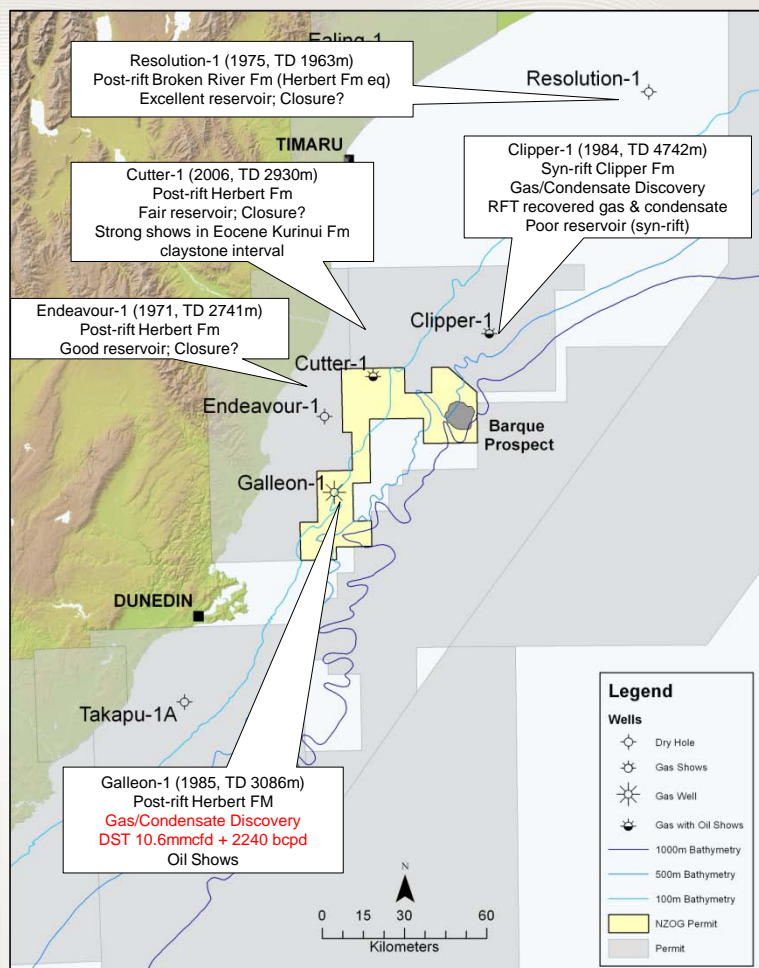 Ealing-1
Resolution-1 (1975, TD 1963m)
Post-rift Broken River Fm (Herbert Fm eq)
Excellent reservoir; Closure?
Resolution-1
TIMARU
Cutter-1 (2006, TD 2930m)
Post-rift Herbert Fm
Fair reservoir; Closure?
Strong shows in Eocene Kurinui Fm
claystone interval
Clipper-1 (1984, TD 4742m)
Syn-rift Clipper Fm
Gas/Condensate Discovery
RFT recovered gas & condensate
Poor reservoir (syn-rift)
Endeavour-1 (1971, TD 2741m)
Post-rift Herbert Fm
Good reservoir; Closure?
Clipper-1
Cutter-1
Endeavour-1
Barque
Prospect
Galleon-1
DUNEDIN
Takapu-1A
Galleon-1 (1985, TD 3086m)
Post-rift Herbert FM
Gas/Condensate Discovery
DST 10.6mmcfd + 2240 bcpd
Oil Shows
N
0 15 30 60
Kilometers
Legend
Wells
Dry Hole
Gas Shows
Gas Well
Gas with Oil Shows
1000m Bathymetry
500m Bathymetry
100m Bathymetry
NZOG Permit
Permit